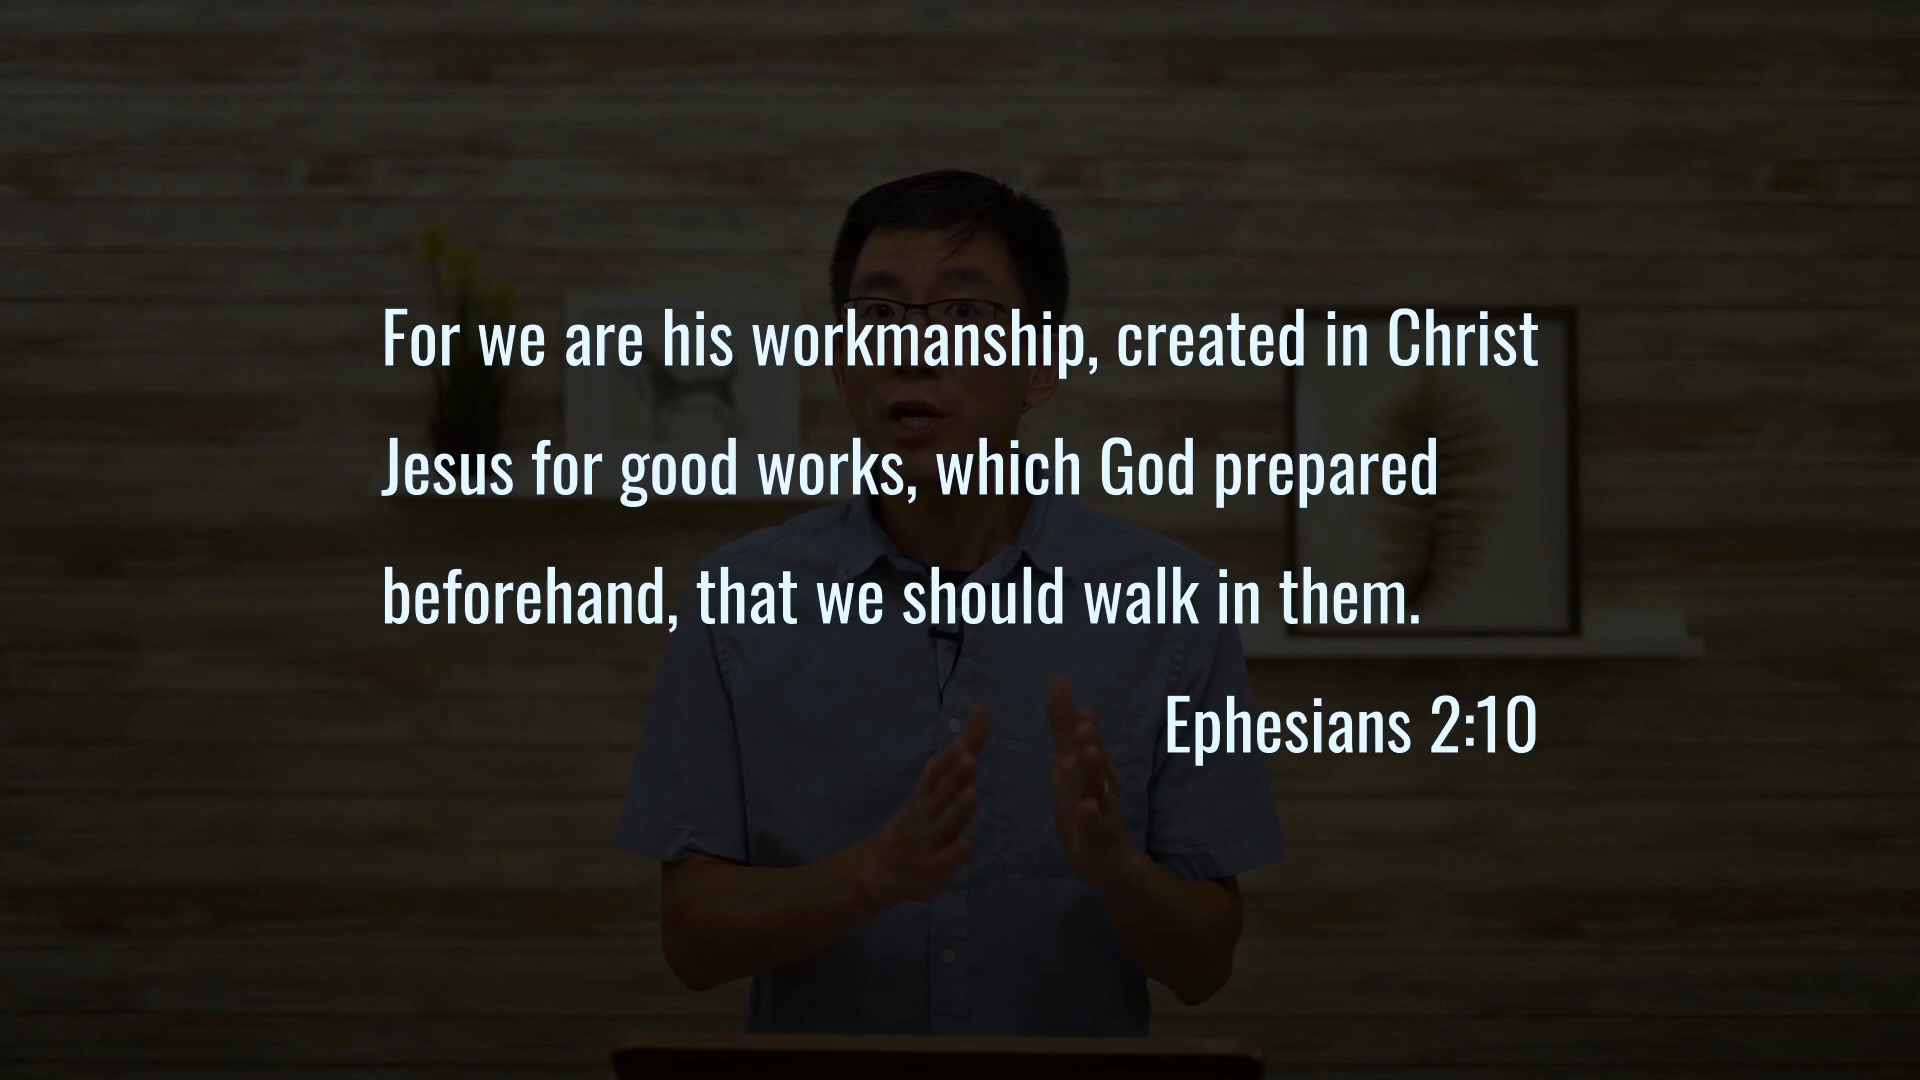 For we are his workmanship, created in Christ
Jesus for good works, which God prepared
beforehand, that we should walk in them.
Ephesians 2:10